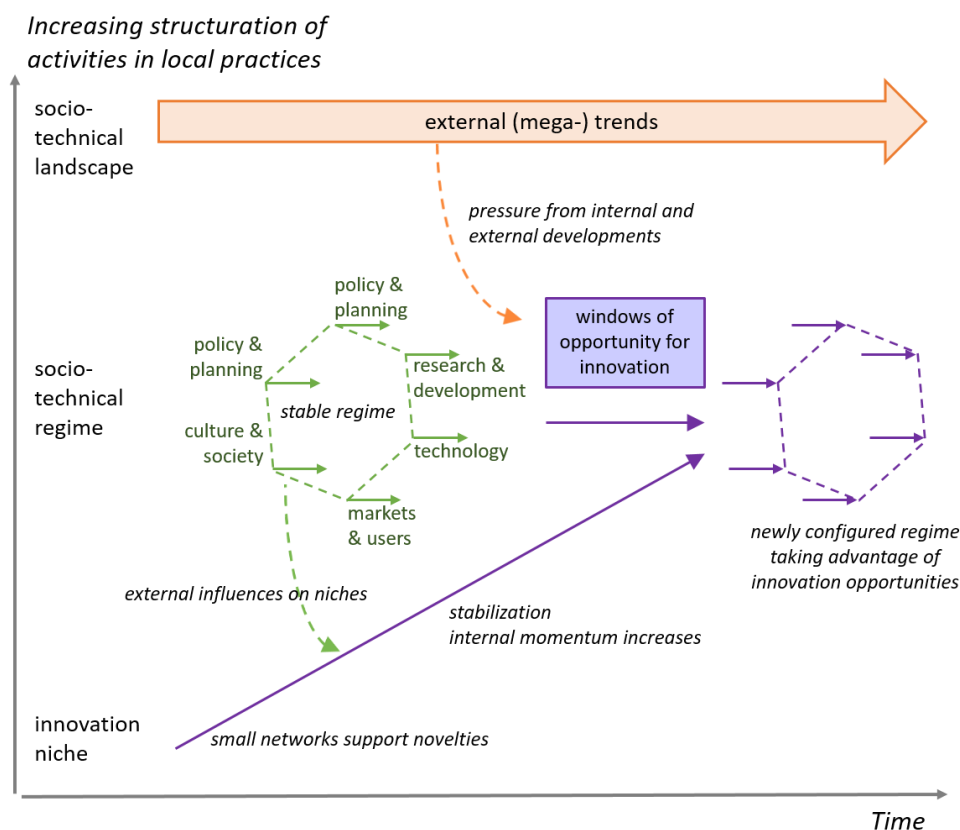 Increasing structuration of
activities in local practices
socio-
technical
landscape
external (mega-) trends
pressure from internal and
external developments
policy &
planning
policy &
planning
research &
development
stable regime
culture &
society
technology
markets
& users
windows of
opportunity for
innovation
socio-
technical
regime
newly configured regime
taking advantage of
innovation opportunities
external influences on niches
stabilization
internal momentum increases
innovation
niche
small networks support novelties
Time